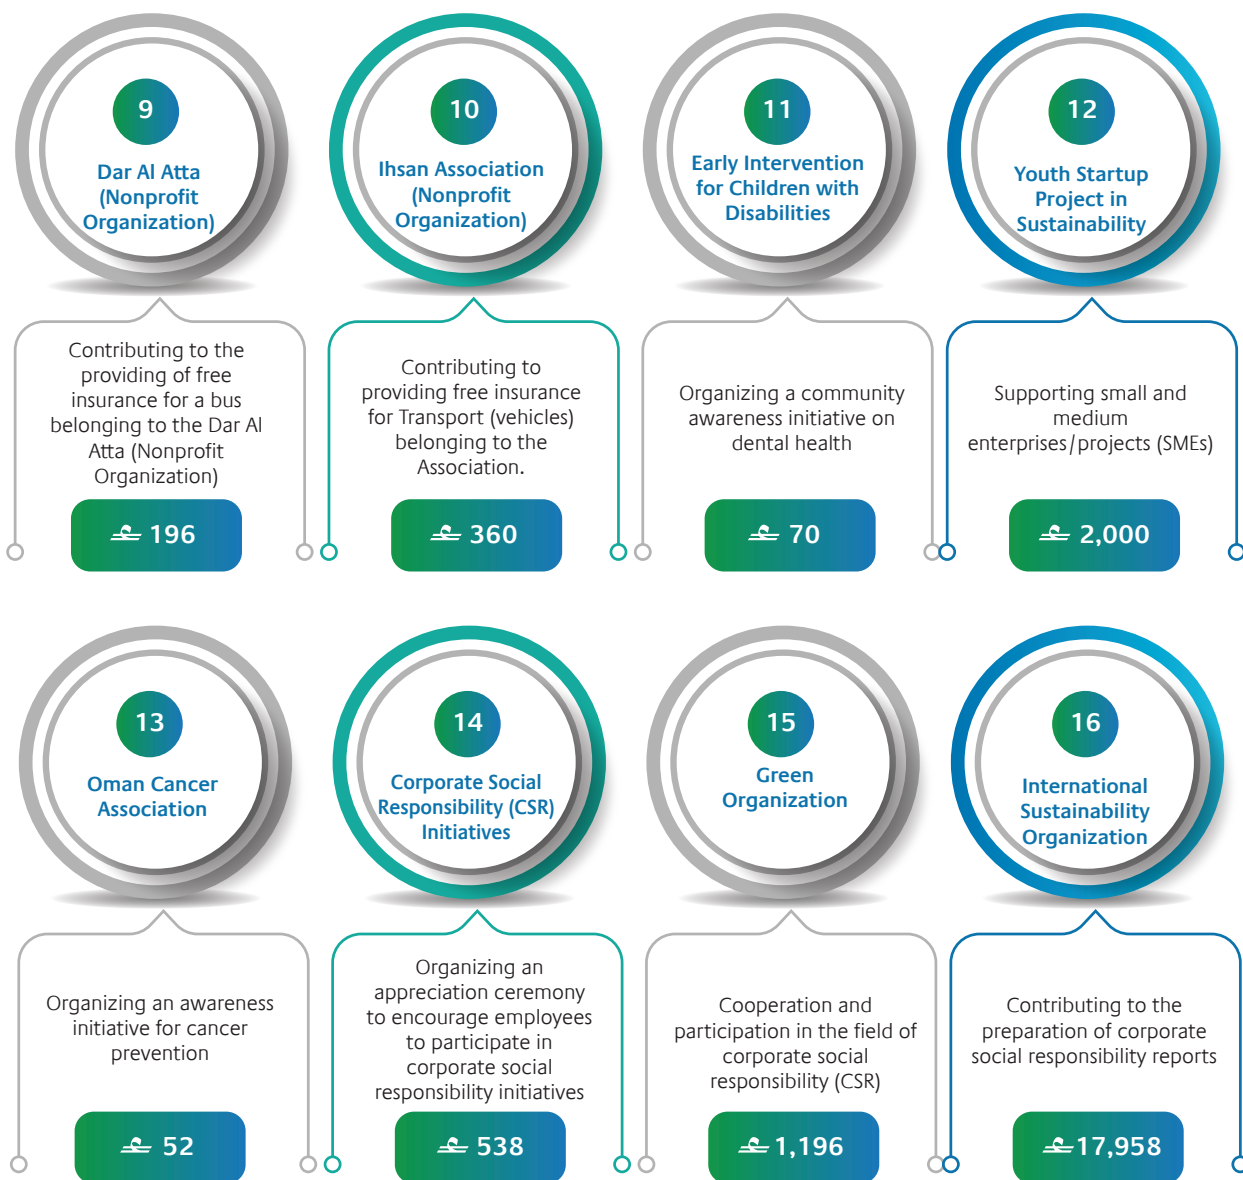 9
Dar Al Atta
(Nonprofit
Organization)
Contributing to the
providing of free
insurance for a bus
belonging to the Dar Al
Atta (Nonprofit
Organization)
196
10
Ihsan Association
(Nonprofit
Organization)
Contributing to
providing free insurance
for Transport (vehicles)
belonging to the
Association.
360
11
Early Intervention
for Children with
Disabilities
Organizing a community
awareness initiative on
dental health
70
12
Youth Startup
Project in
Sustainability
Supporting small and
medium
enterprises/projects (SMEs)
2,000
13
Oman Cancer
Association
Organizing an awareness
initiative for cancer
prevention
52
14
Corporate Social
Responsibility (CSR)
Initiatives
Organizing an
appreciation ceremony
to encourage employees
to participate in
corporate social
responsibility initiatives
538
15
Green
Organization
Cooperation and
participation in the field of
corporate social
responsibility (CSR)
1,196
16
International
Sustainability
Organization
Contributing to the
preparation of corporate
social responsibility reports
17,958